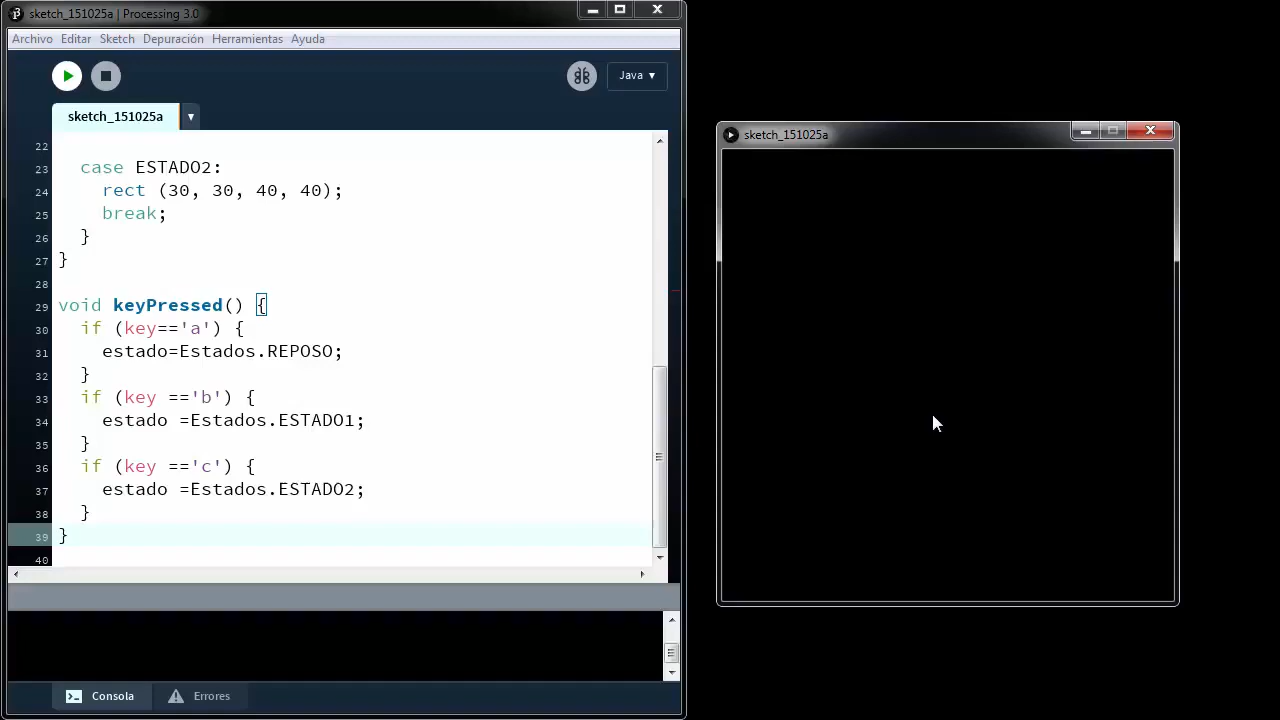 sketch_151025a | Processing 3.0
Archivo Editar Sketch Depuración Herramientas Ayuda
Java ▾
sketch_151025a ▾
22
23 case ESTADO2:
24 rect (30, 30, 40, 40);
25 break;
26 }
27 }
28
29 void keyPressed() {
30 if (key=='a') {
31 estado=Estados.REPOSO;
32 }
33 if (key =='b') {
34 estado =Estados.ESTADO1;
35 }
36 if (key =='c') {
37 estado =Estados.ESTADO2;
38 }
39 }
40
Consola Errores
sketch_151025a